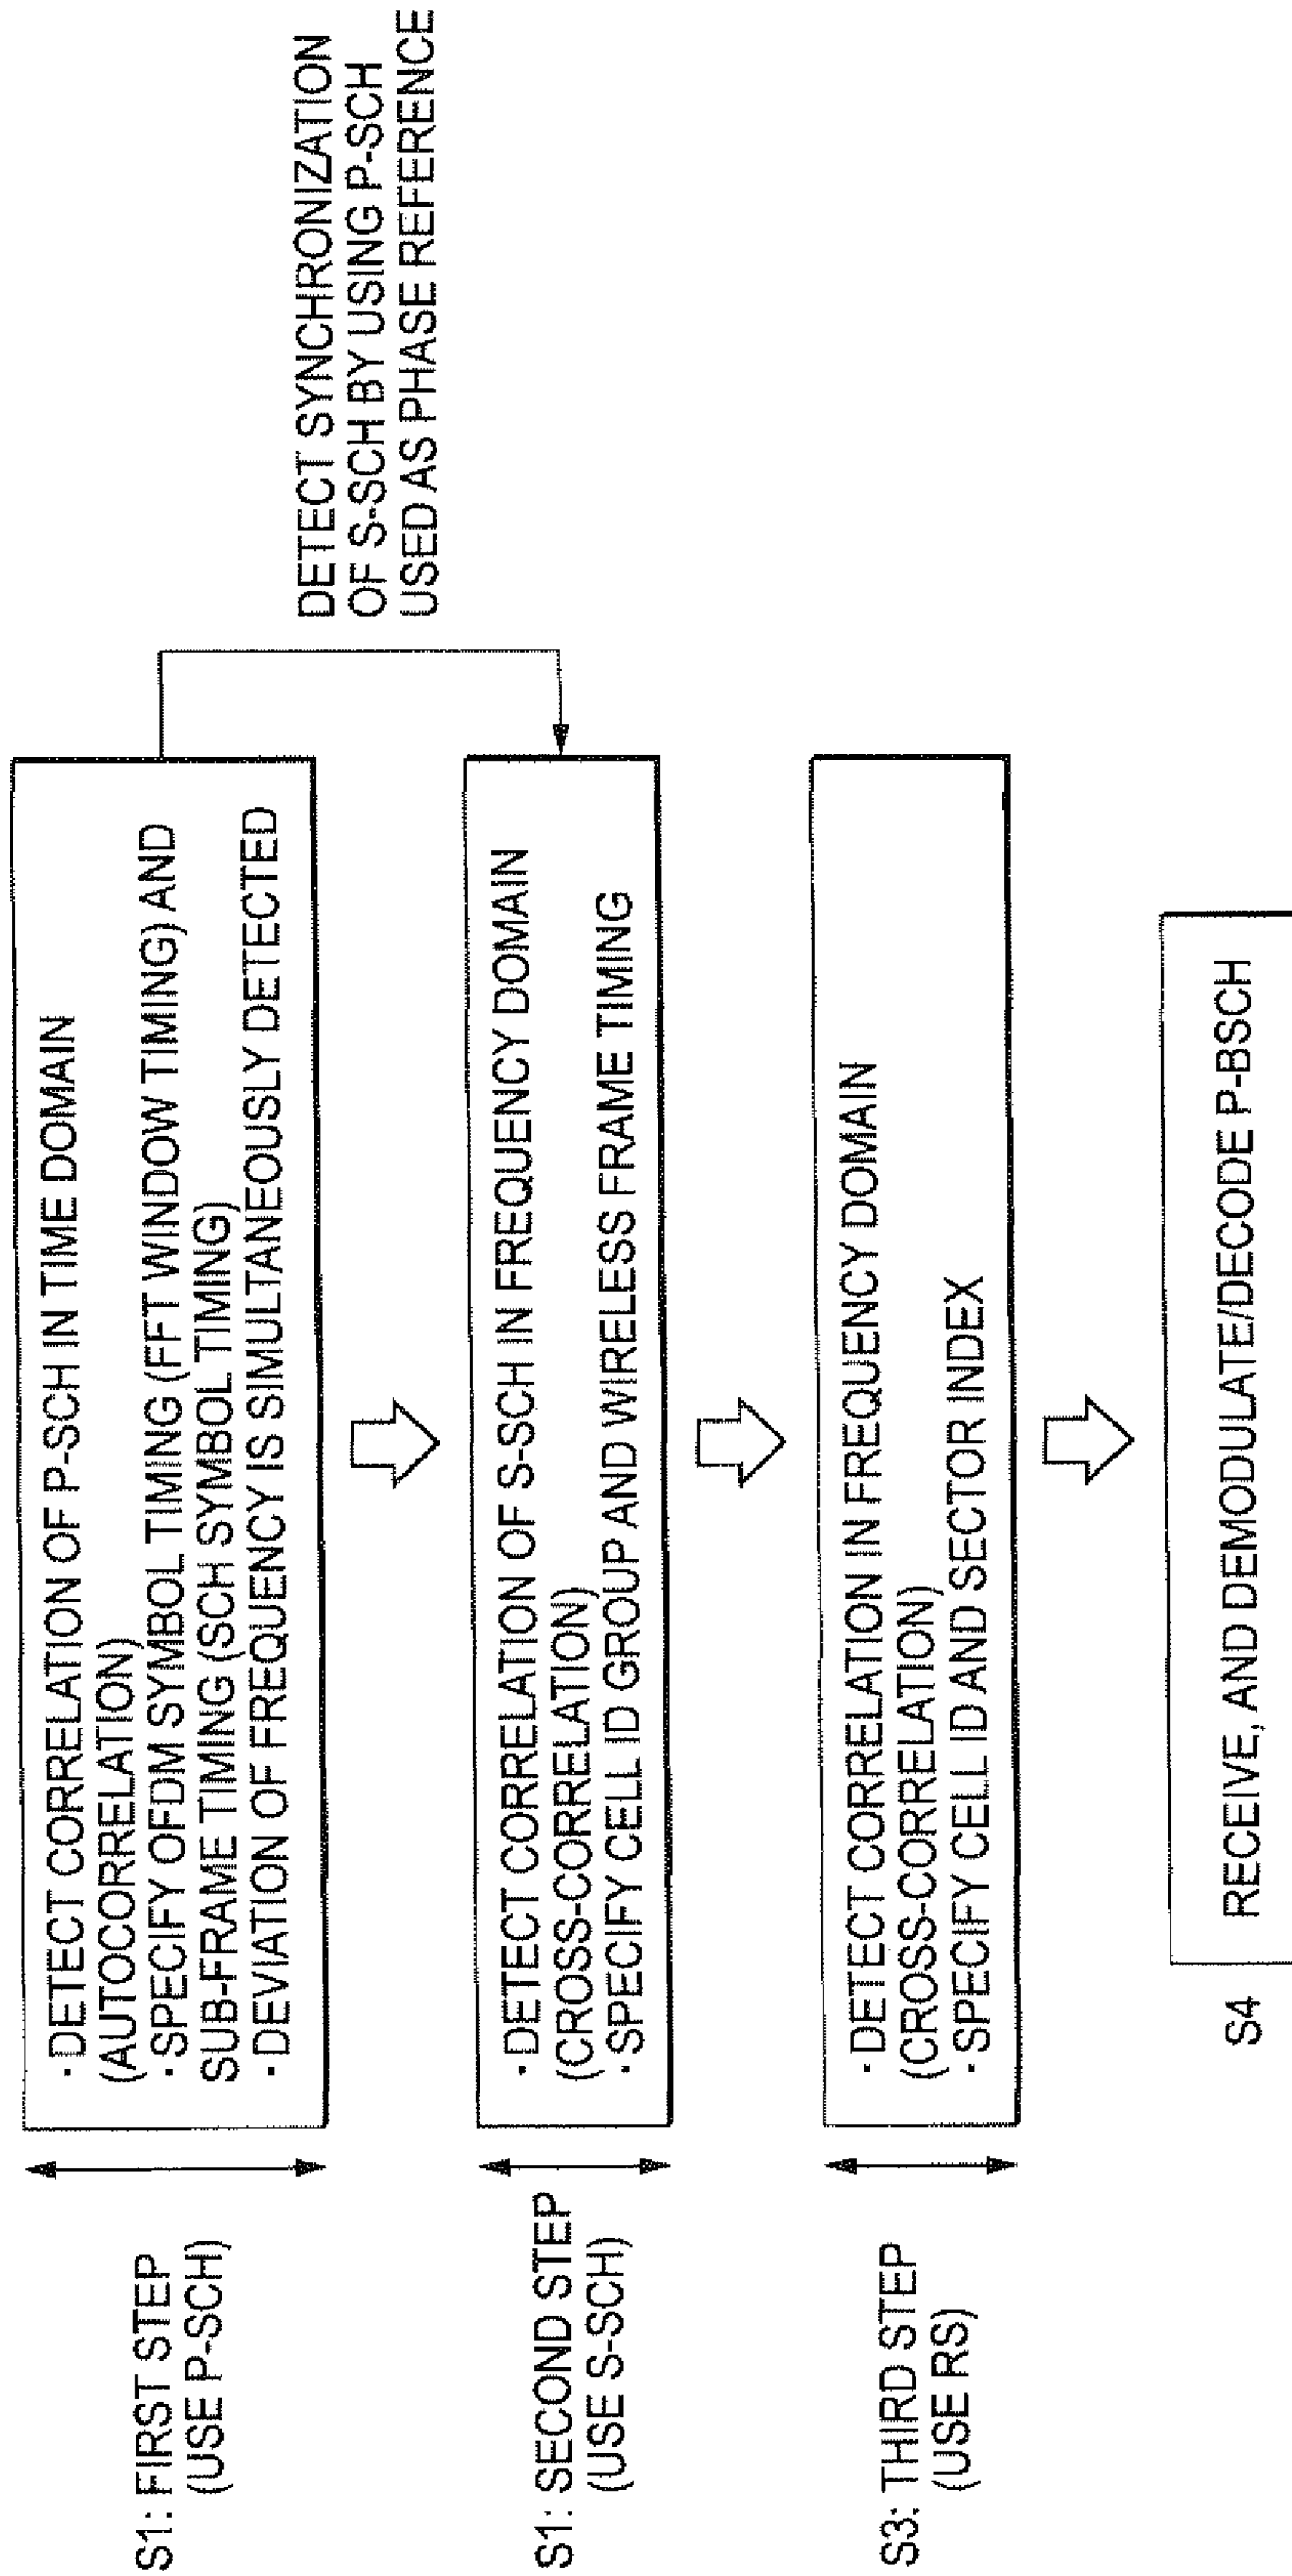 S1: FIRST STEP
(USE P-SCH)
· DETECT CORRELATION OF P-SCH IN TIME DOMAIN
(AUTOCORRELATION)
· SPECIFY OFDM SYMBOL TIMING (FFT WINDOW TIMING) AND
SUB-FRAME TIMING (SCH SYMBOL TIMING)
· DEVIATION OF FREQUENCY IS SIMULTANEOUSLY DETECTED
DETECT SYNCHRONIZATION
OF S-SCH BY USING P-SCH
USED AS PHASE REFERENCE
S1: SECOND STEP
(USE S-SCH)
· DETECT CORRELATION OF S-SCH IN FREQUENCY DOMAIN
(CROSS-CORRELATION)
· SPECIFY CELL ID GROUP AND WIRELESS FRAME TIMING
S3: THIRD STEP
(USE RS)
· DETECT CORRELATION IN FREQUENCY DOMAIN
(CROSS-CORRELATION)
· SPECIFY CELL ID AND SECTOR INDEX
S4
RECEIVE, AND DEMODULATE/DECODE P-BSCH